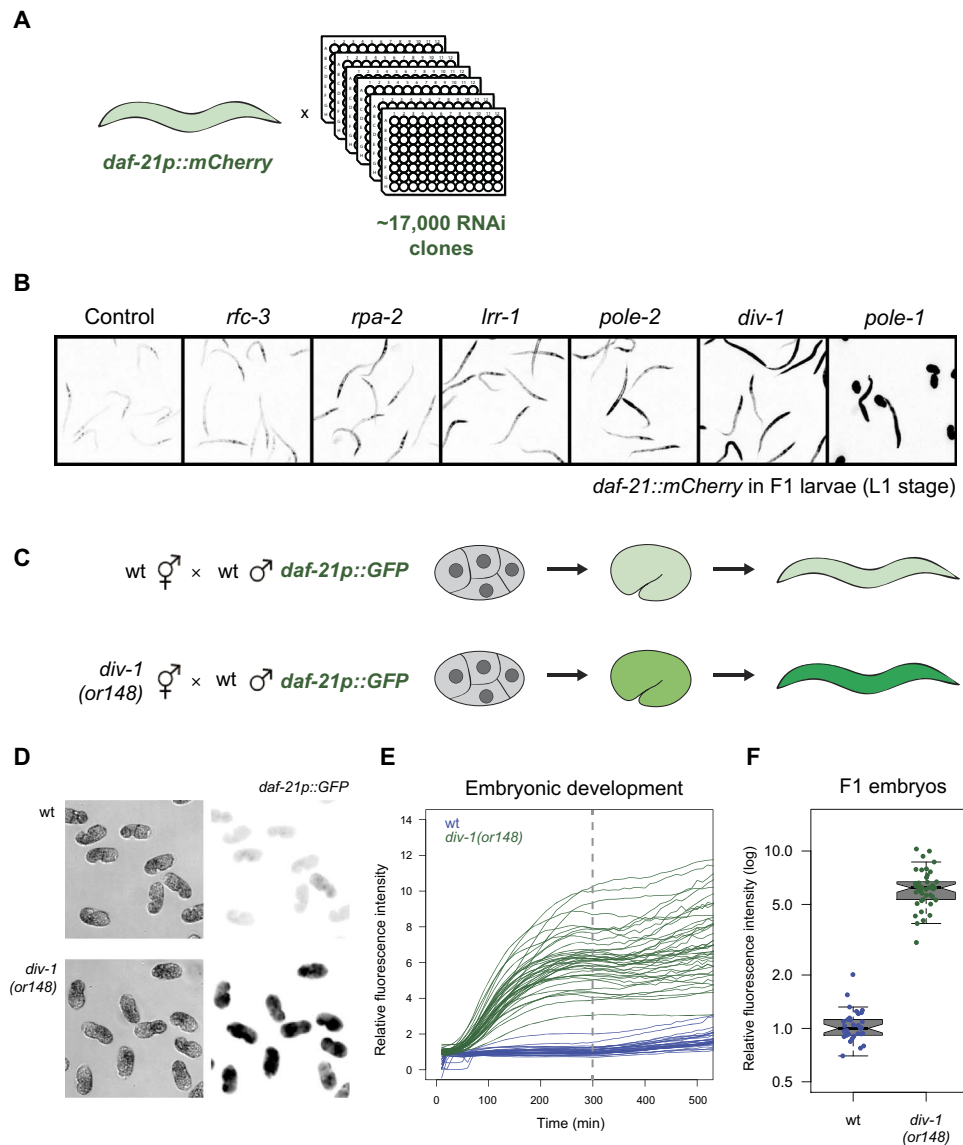 A
x
daf-21p::mCherry
~17,000 RNAi
clones
B
Control rfc-3 rpa-2 lrr-1 pole-2 div-1 pole-1
daf-21::mCherry in F1 larvae (L1 stage)
C
wt ⚥ × wt ♂ daf-21p::GFP
div-1
(or148) ⚥ × wt ♂ daf-21p::GFP
D
daf-21p::GFP
wt
div-1
(or148)
E
Embryonic development
wt
div-1(or148)
Relative fluorescence intensity
14
12
10
8
6
4
2
0
0 100 200 300 400 500
Time (min)
F
F1 embryos
Relative fluorescence intensity (log)
10.0
5.0
2.0
1.0
0.5
wt div-1
(or148)